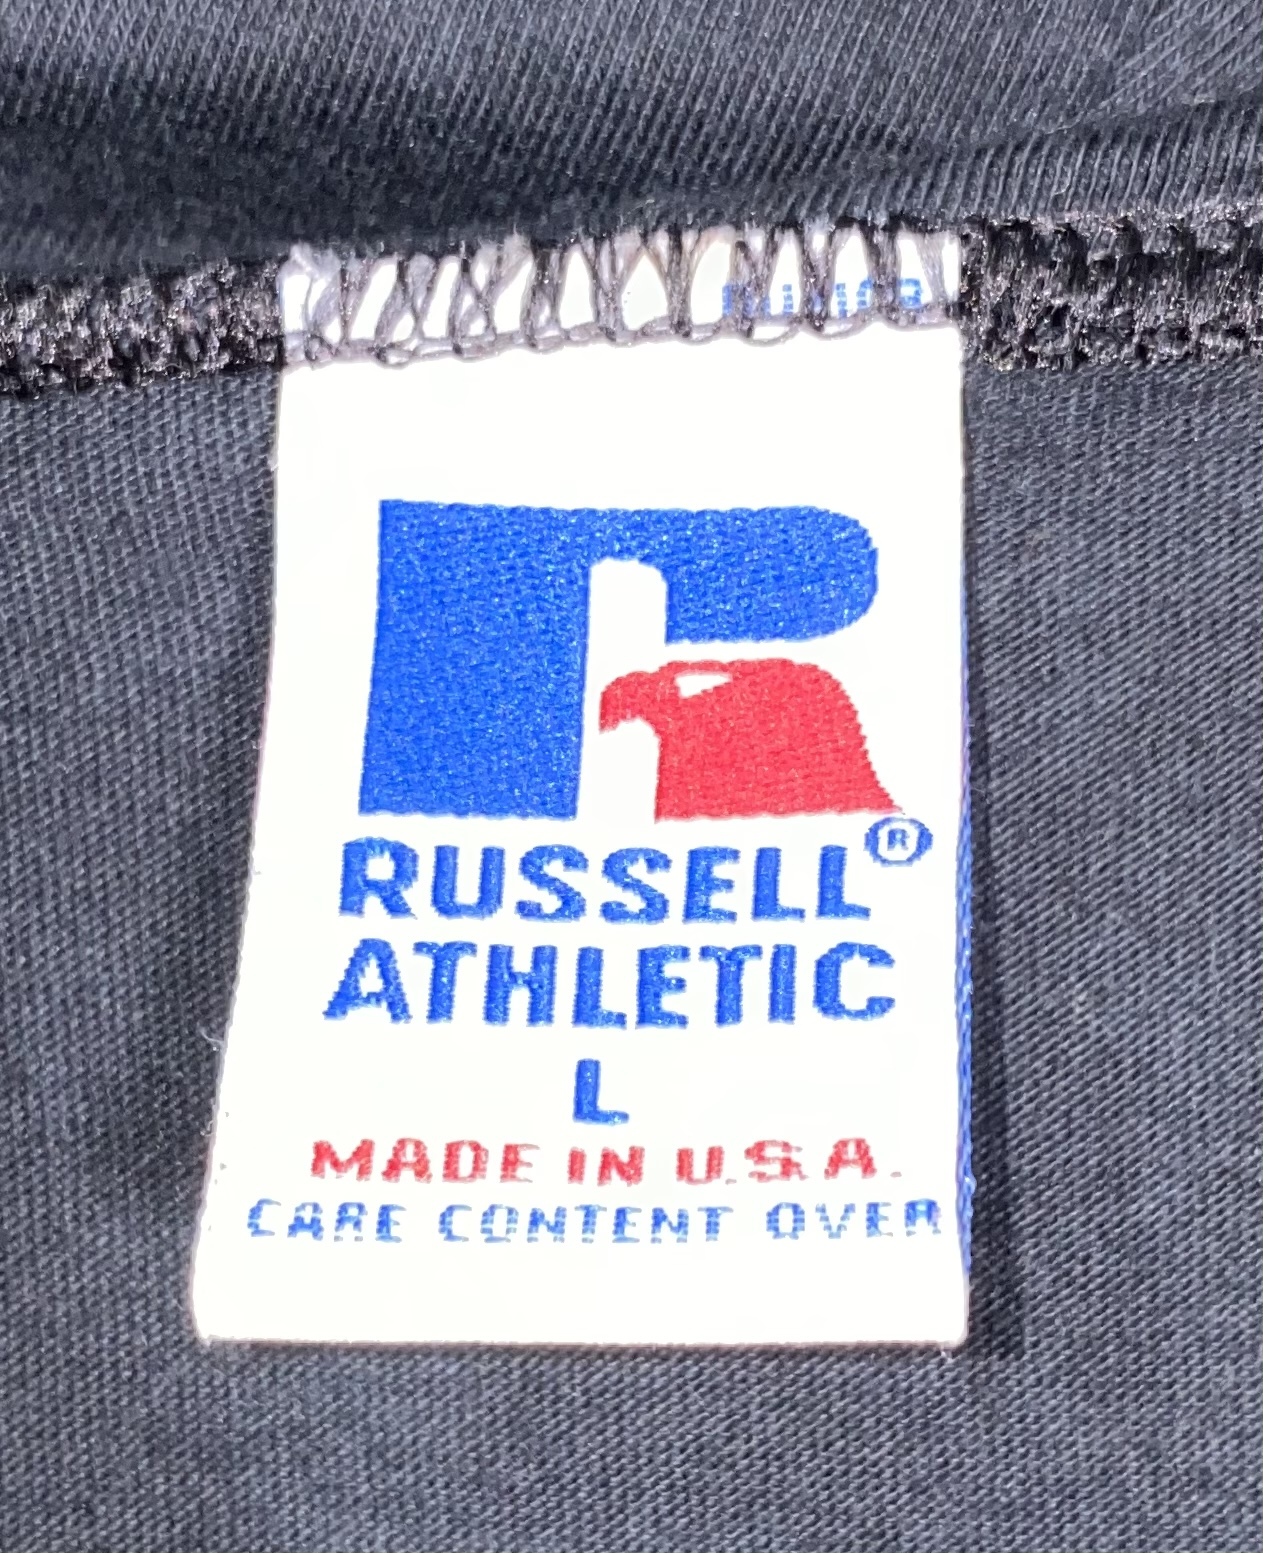 RUSSELL®
ATHLETIC
L
MADE IN U.S.A.
CARE CONTENT OVER